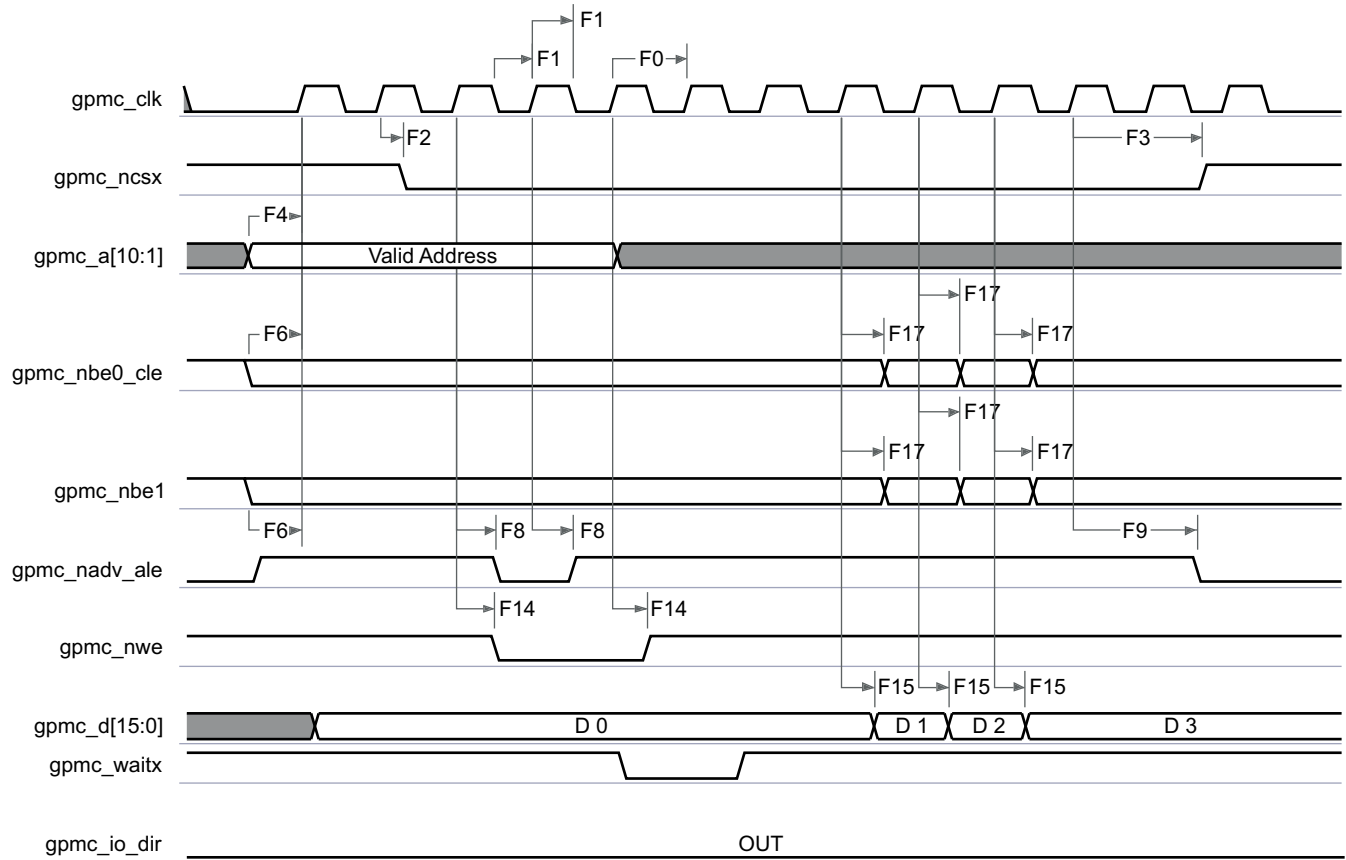 F1
F1 F0
gpmc_clk
F2 F3
gpmc_ncsx
F4
gpmc_a[10:1] Valid Address
F17
F6 F17 F17
gpmc_nbe0_cle
F17
F17 F17
gpmc_nbe1
F6 F8 F8 F9
gpmc_nadv_ale
F14 F14
gpmc_nwe
F15 F15 F15
gpmc_d[15:0] D 0 D 1 D 2 D 3
gpmc_waitx
gpmc_io_dir OUT